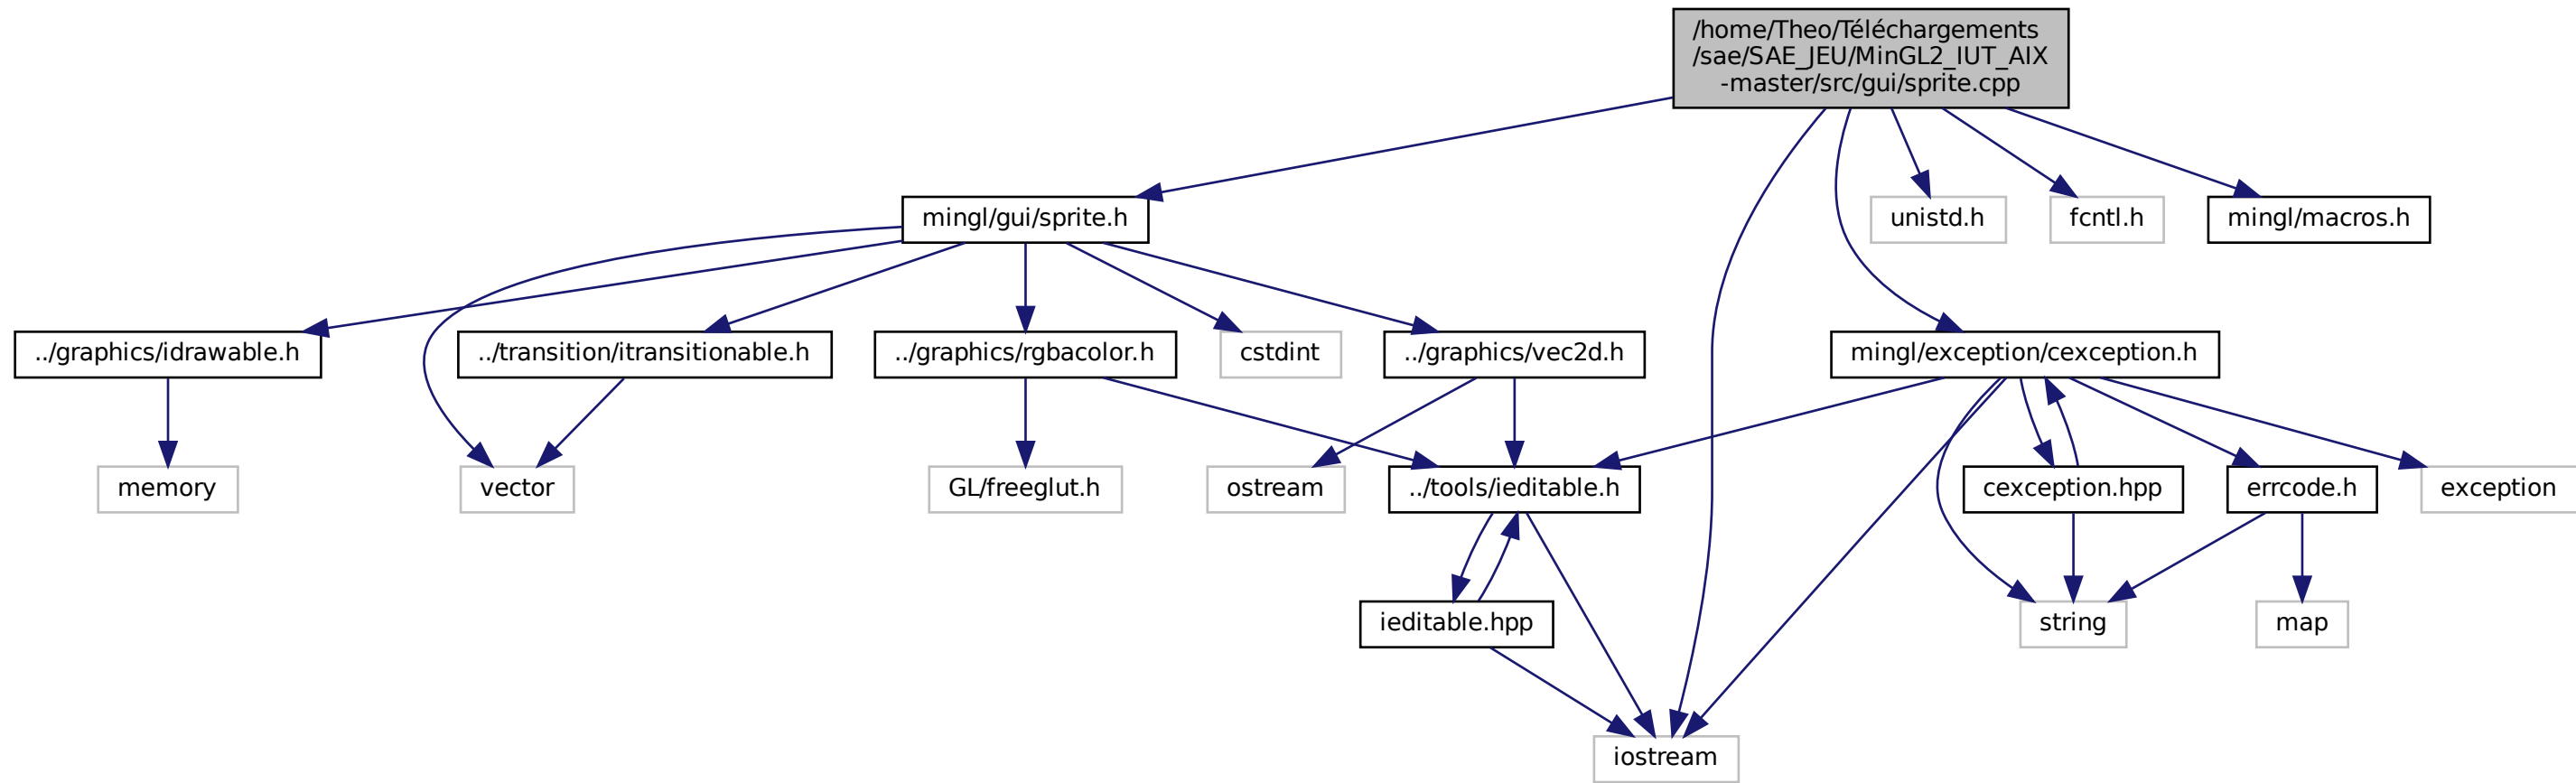 /home/Theo/Téléchargements
/sae/SAE_JEU/MinGL2_IUT_AIX
-master/src/gui/sprite.cpp
mingl/gui/sprite.h
unistd.h
fcntl.h
mingl/macros.h
../graphics/idrawable.h
../transition/itransitionable.h
../graphics/rgbacolor.h
cstdint
../graphics/vec2d.h
mingl/exception/cexception.h
memory
vector
GL/freeglut.h
ostream
../tools/ieditable.h
cexception.hpp
errcode.h
exception
ieditable.hpp
string
map
iostream